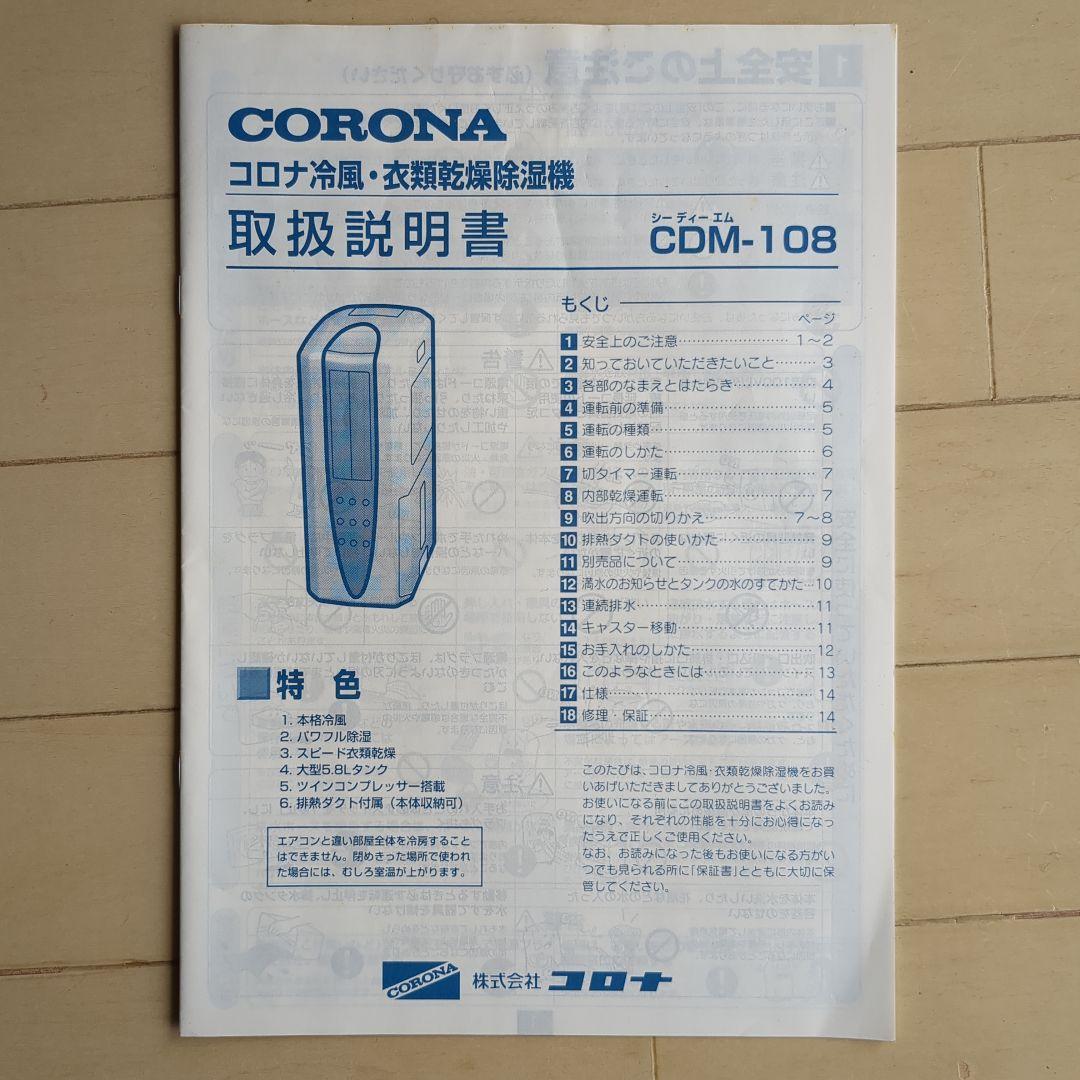 CORONA
コロナ冷風・衣類乾燥除湿機
取扱説明書
シー ディー エム
CDM-108
もくじ
ページ
1 安全上のご注意……………………1～2
2 知っておいていただきたいこと………3
3 各部のなまえとはたらき………………4
4 運転前の準備……………………………5
5 運転の種類………………………………5
6 運転のしかた……………………………6
7 切タイマー運転…………………………7
8 内部乾燥運転……………………………7
9 吹出方向の切りかえ………………7～8
10 排熱ダクトの使いかた…………………9
11 別売品について…………………………9
12 満水のお知らせとタンクの水のすてかた…10
13 連続排水…………………………………11
14 キャスター移動…………………………11
15 お手入れのしかた………………………12
16 このようなときには……………………13
17 仕様………………………………………14
18 修理・保証………………………………14
特 色
1. 本格冷風
2. パワフル除湿
3. スピード衣類乾燥
4. 大型5.8Lタンク
5. ツインコンプレッサー搭載
6. 排熱ダクト付属（本体収納可）
エアコンと違い部屋全体を冷房すること
はできません。閉めきった場所で使われ
た場合には、むしろ室温が上がります。
このたびは、コロナ冷風・衣類乾燥除湿機をお買
いあげいただきましてありがとうございました。
お使いになる前にこの取扱説明書をよくお読み
になり、それぞれの性能を十分にお心得になっ
たうえで正しくご使用ください。
なお、お読みになった後もお使いになる方がい
つでも見られる所に「保証書」とともに大切に保
管してください。
CORONA
株式会社 コロナ